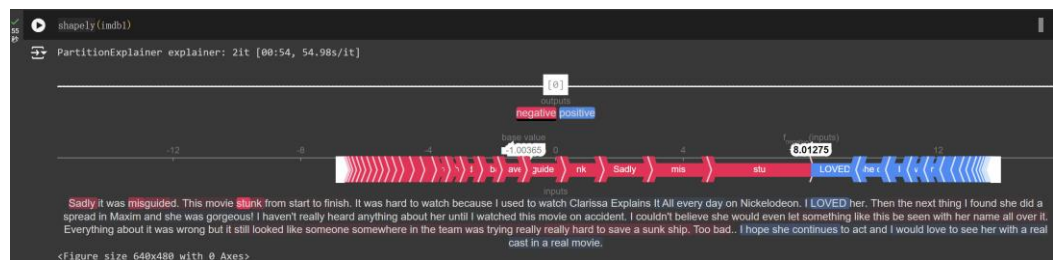 55
秒
shapely(imdb1)
PartitionExplainer explainer: 2it [00:54, 54.98s/it]
[0]
outputs
negative positive
base value
(inputs)
-12 -8 -4 -1.00365 0 4 8.01275 12
guide nk Sadly mis stu LOVED
inputs
Sadly it was misguided. This movie stunk from start to finish. It was hard to watch because I used to watch Clarissa Explains It All every day on Nickelodeon. I LOVED her. Then the next thing I found she did a
spread in Maxim and she was gorgeous! I haven't really heard anything about her until I watched this movie on accident. I couldn't believe she would even let something like this be seen with her name all over it.
Everything about it was wrong but it still looked like someone somewhere in the team was trying really really hard to save a sunk ship. Too bad.. I hope she continues to act and I would love to see her with a real
cast in a real movie.
<Figure size 640x480 with 0 Axes>